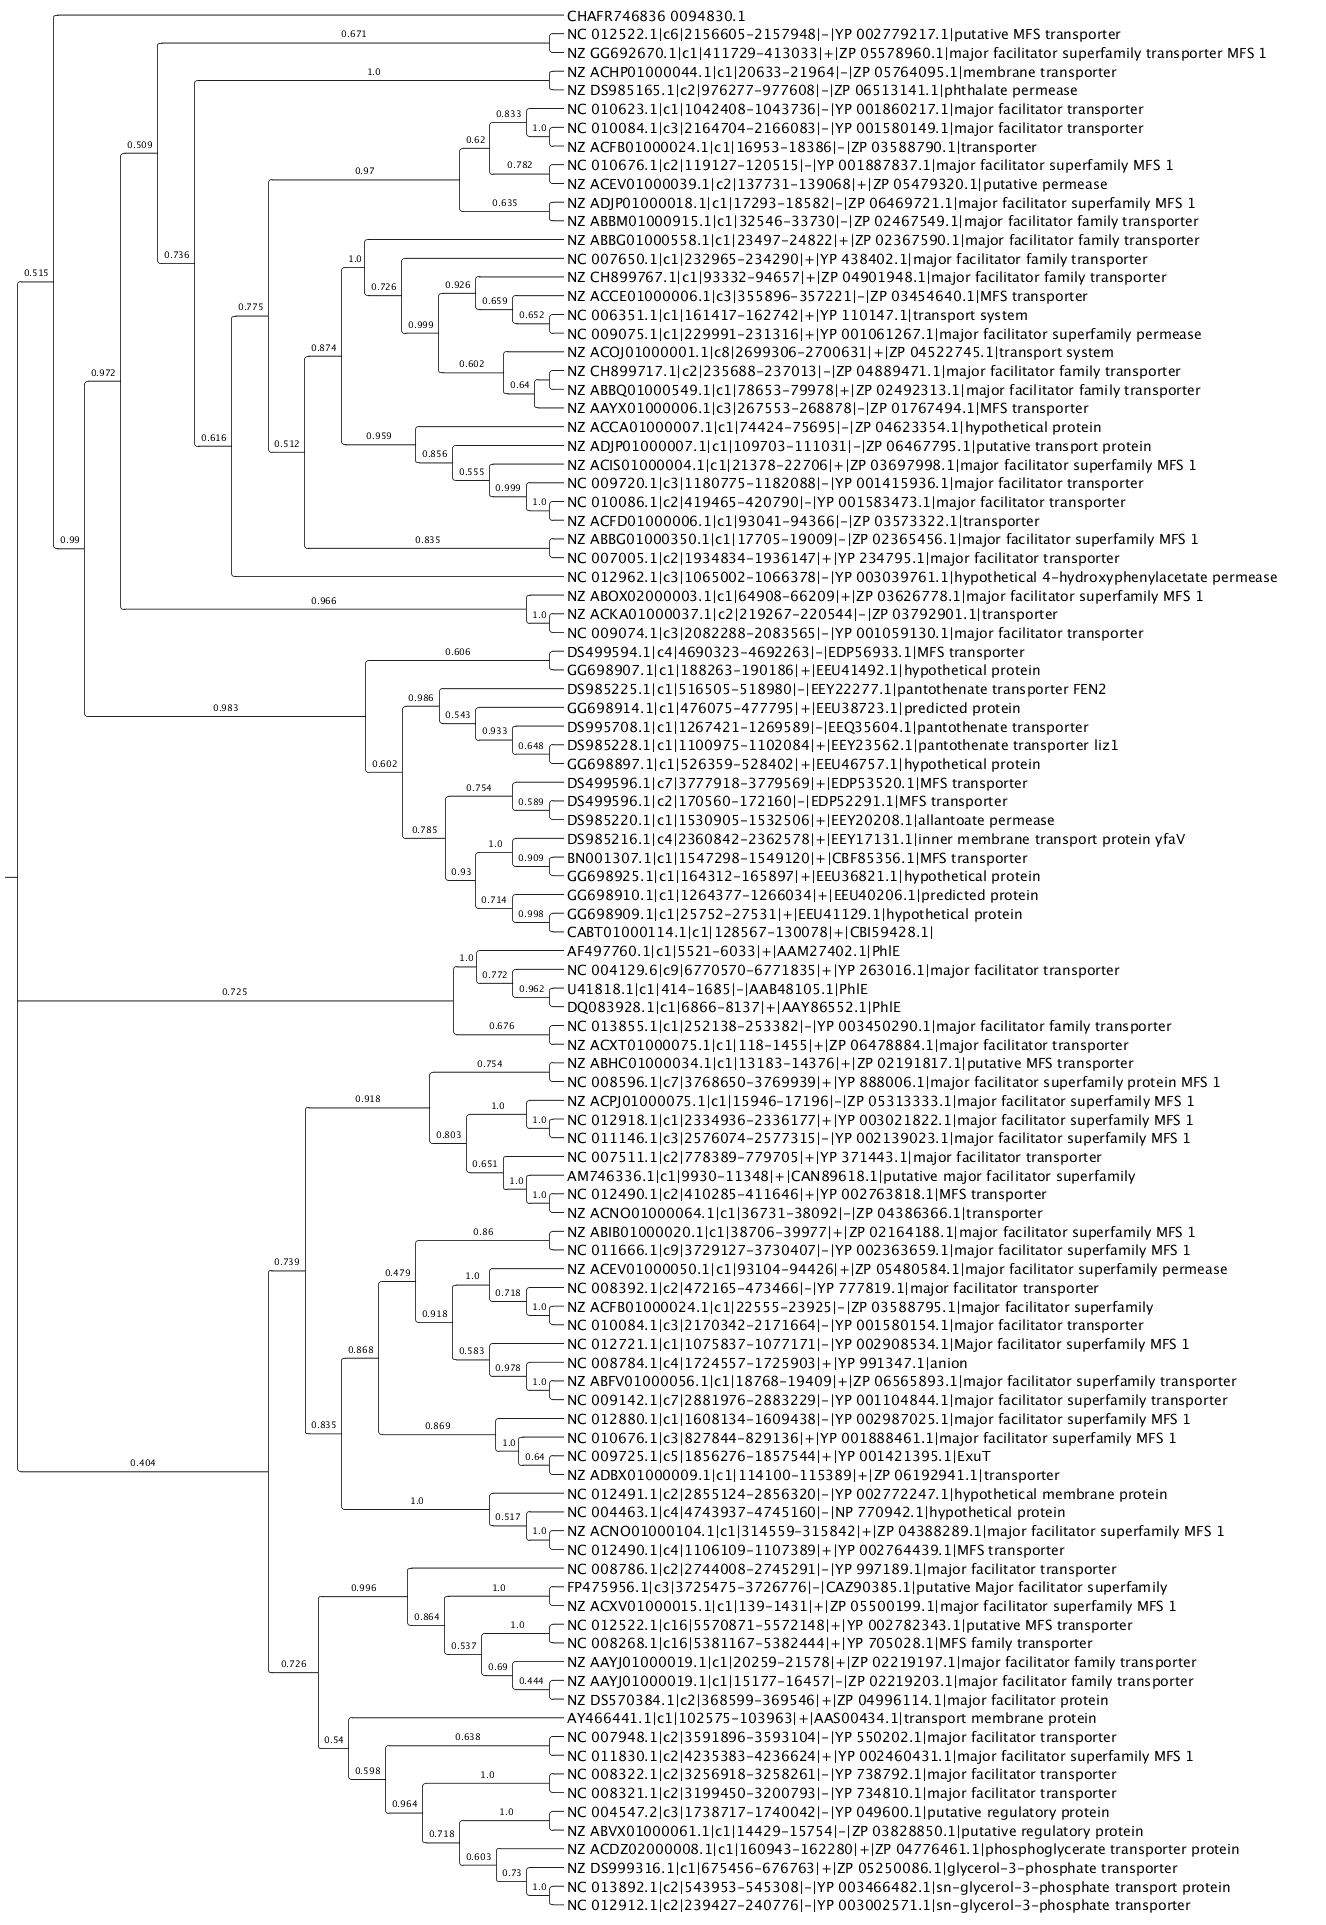 CHAFR746836 0094830.1
NC 012522.1|c6|2156605-2157948|-|YP 002779217.1|putative MFS transporter
0.671
NZ GG692670.1|c1|411729-413033|+|ZP 05578960.1|major facilitator superfamily transporter MFS 1
NZ ACHP01000044.1|c1|20633-21964|-|ZP 05764095.1|membrane transporter
1.0
NZ DS985165.1|c2|976277-977608|-|ZP 06513141.1|phthalate permease
NC 010623.1|c1|1042408-1043736|-|YP 001860217.1|major facilitator transporter
0.833
NC 010084.1|c3|2164704-2166083|-|YP 001580149.1|major facilitator transporter
1.0
0.62
0.509
NZ ACFB01000024.1|c1|16953-18386|-|ZP 03588790.1|transporter
NC 010676.1|c2|119127-120515|-|YP 001887837.1|major facilitator superfamily MFS 1
0.782
0.97
NZ ACEV01000039.1|c2|137731-139068|+|ZP 05479320.1|putative permease
NZ ADJP01000018.1|c1|17293-18582|-|ZP 06469721.1|major facilitator superfamily MFS 1
0.635
NZ ABBM01000915.1|c1|32546-33730|-|ZP 02467549.1|major facilitator family transporter
NZ ABBG01000558.1|c1|23497-24822|+|ZP 02367590.1|major facilitator family transporter
0.736
NC 007650.1|c1|232965-234290|+|YP 438402.1|major facilitator family transporter
1.0
0.515
NZ CH899767.1|c1|93332-94657|+|ZP 04901948.1|major facilitator family transporter
0.726
0.926
NZ ACCE01000006.1|c3|355896-357221|-|ZP 03454640.1|MFS transporter
0.659
0.775
NC 006351.1|c1|161417-162742|+|YP 110147.1|transport system
0.652
0.999
NC 009075.1|c1|229991-231316|+|YP 001061267.1|major facilitator superfamily permease
0.874
NZ ACOJ01000001.1|c8|2699306-2700631|+|ZP 04522745.1|transport system
0.602
0.972
NZ CH899717.1|c2|235688-237013|-|ZP 04889471.1|major facilitator family transporter
0.64
NZ ABBQ01000549.1|c1|78653-79978|+|ZP 02492313.1|major facilitator family transporter
NZ AAYX01000006.1|c3|267553-268878|-|ZP 01767494.1|MFS transporter
NZ ACCA01000007.1|c1|74424-75695|-|ZP 04623354.1|hypothetical protein
0.616
0.512
0.959
NZ ADJP01000007.1|c1|109703-111031|-|ZP 06467795.1|putative transport protein
0.856
NZ ACIS01000004.1|c1|21378-22706|+|ZP 03697998.1|major facilitator superfamily MFS 1
0.555
NC 009720.1|c3|1180775-1182088|-|YP 001415936.1|major facilitator transporter
0.999
NC 010086.1|c2|419465-420790|-|YP 001583473.1|major facilitator transporter
1.0
NZ ACFD01000006.1|c1|93041-94366|-|ZP 03573322.1|transporter
NZ ABBG01000350.1|c1|17705-19009|-|ZP 02365456.1|major facilitator superfamily MFS 1
0.99
0.835
NC 007005.1|c2|1934834-1936147|+|YP 234795.1|major facilitator transporter
NC 012962.1|c3|1065002-1066378|-|YP 003039761.1|hypothetical 4-hydroxyphenylacetate permease
NZ ABOX02000003.1|c1|64908-66209|+|ZP 03626778.1|major facilitator superfamily MFS 1
0.966
NZ ACKA01000037.1|c2|219267-220544|-|ZP 03792901.1|transporter
1.0
NC 009074.1|c3|2082288-2083565|-|YP 001059130.1|major facilitator transporter
DS499594.1|c4|4690323-4692263|-|EDP56933.1|MFS transporter
0.606
GG698907.1|c1|188263-190186|+|EEU41492.1|hypothetical protein
DS985225.1|c1|516505-518980|-|EEY22277.1|pantothenate transporter FEN2
0.986
0.983
GG698914.1|c1|476075-477795|+|EEU38723.1|predicted protein
0.543
DS995708.1|c1|1267421-1269589|-|EEQ35604.1|pantothenate transporter
0.933
DS985228.1|c1|1100975-1102084|+|EEY23562.1|pantothenate transporter liz1
0.648
GG698897.1|c1|526359-528402|+|EEU46757.1|hypothetical protein
0.602
DS499596.1|c7|3777918-3779569|+|EDP53520.1|MFS transporter
0.754
DS499596.1|c2|170560-172160|-|EDP52291.1|MFS transporter
0.589
DS985220.1|c1|1530905-1532506|+|EEY20208.1|allantoate permease
0.785
DS985216.1|c4|2360842-2362578|+|EEY17131.1|inner membrane transport protein yfaV
1.0
BN001307.1|c1|1547298-1549120|+|CBF85356.1|MFS transporter
0.909
0.93
GG698925.1|c1|164312-165897|+|EEU36821.1|hypothetical protein
GG698910.1|c1|1264377-1266034|+|EEU40206.1|predicted protein
0.714
GG698909.1|c1|25752-27531|+|EEU41129.1|hypothetical protein
0.998
CABT01000114.1|c1|128567-130078|+|CBI59428.1|
AF497760.1|c1|5521-6033|+|AAM27402.1|PhlE
1.0
NC 004129.6|c9|6770570-6771835|+|YP 263016.1|major facilitator transporter
0.772
U41818.1|c1|414-1685|-|AAB48105.1|PhlE
0.962
0.725
DQ083928.1|c1|6866-8137|+|AAY86552.1|PhlE
NC 013855.1|c1|252138-253382|-|YP 003450290.1|major facilitator family transporter
0.676
NZ ACXT01000075.1|c1|118-1455|+|ZP 06478884.1|major facilitator transporter
NZ ABHC01000034.1|c1|13183-14376|+|ZP 02191817.1|putative MFS transporter
0.754
NC 008596.1|c7|3768650-3769939|+|YP 888006.1|major facilitator superfamily protein MFS 1
0.918
NZ ACPJ01000075.1|c1|15946-17196|-|ZP 05313333.1|major facilitator superfamily MFS 1
1.0
NC 012918.1|c1|2334936-2336177|+|YP 003021822.1|major facilitator superfamily MFS 1
1.0
0.803
NC 011146.1|c3|2576074-2577315|-|YP 002139023.1|major facilitator superfamily MFS 1
NC 007511.1|c2|778389-779705|+|YP 371443.1|major facilitator transporter
0.651
AM746336.1|c1|9930-11348|+|CAN89618.1|putative major facilitator superfamily
1.0
NC 012490.1|c2|410285-411646|+|YP 002763818.1|MFS transporter
1.0
NZ ACNO01000064.1|c1|36731-38092|-|ZP 04386366.1|transporter
NZ ABIB01000020.1|c1|38706-39977|+|ZP 02164188.1|major facilitator superfamily MFS 1
0.86
NC 011666.1|c9|3729127-3730407|-|YP 002363659.1|major facilitator superfamily MFS 1
0.739
NZ ACEV01000050.1|c1|93104-94426|+|ZP 05480584.1|major facilitator superfamily permease
0.479
1.0
NC 008392.1|c2|472165-473466|-|YP 777819.1|major facilitator transporter
0.718
NZ ACFB01000024.1|c1|22555-23925|-|ZP 03588795.1|major facilitator superfamily
1.0
0.918
NC 010084.1|c3|2170342-2171664|-|YP 001580154.1|major facilitator transporter
NC 012721.1|c1|1075837-1077171|-|YP 002908534.1|Major facilitator superfamily MFS 1
0.868
0.583
NC 008784.1|c4|1724557-1725903|+|YP 991347.1|anion
0.978
NZ ABFV01000056.1|c1|18768-19409|+|ZP 06565893.1|major facilitator superfamily transporter
1.0
NC 009142.1|c7|2881976-2883229|-|YP 001104844.1|major facilitator superfamily transporter
NC 012880.1|c1|1608134-1609438|-|YP 002987025.1|major facilitator superfamily MFS 1
0.835
0.869
NC 010676.1|c3|827844-829136|+|YP 001888461.1|major facilitator superfamily MFS 1
1.0
NC 009725.1|c5|1856276-1857544|+|YP 001421395.1|ExuT
0.64
0.404
NZ ADBX01000009.1|c1|114100-115389|+|ZP 06192941.1|transporter
NC 012491.1|c2|2855124-2856320|-|YP 002772247.1|hypothetical membrane protein
1.0
NC 004463.1|c4|4743937-4745160|-|NP 770942.1|hypothetical protein
0.517
NZ ACNO01000104.1|c1|314559-315842|+|ZP 04388289.1|major facilitator superfamily MFS 1
1.0
NC 012490.1|c4|1106109-1107389|+|YP 002764439.1|MFS transporter
NC 008786.1|c2|2744008-2745291|-|YP 997189.1|major facilitator transporter
0.996
FP475956.1|c3|3725475-3726776|-|CAZ90385.1|putative Major facilitator superfamily
1.0
NZ ACXV01000015.1|c1|139-1431|+|ZP 05500199.1|major facilitator superfamily MFS 1
0.864
NC 012522.1|c16|5570871-5572148|+|YP 002782343.1|putative MFS transporter
1.0
NC 008268.1|c16|5381167-5382444|+|YP 705028.1|MFS family transporter
0.537
NZ AAYJ01000019.1|c1|20259-21578|+|ZP 02219197.1|major facilitator family transporter
0.726
0.69
NZ AAYJ01000019.1|c1|15177-16457|-|ZP 02219203.1|major facilitator family transporter
0.444
NZ DS570384.1|c2|368599-369546|+|ZP 04996114.1|major facilitator protein
AY466441.1|c1|102575-103963|+|AAS00434.1|transport membrane protein
0.54
NC 007948.1|c2|3591896-3593104|-|YP 550202.1|major facilitator transporter
0.638
NC 011830.1|c2|4235383-4236624|+|YP 002460431.1|major facilitator superfamily MFS 1
0.598
NC 008322.1|c2|3256918-3258261|-|YP 738792.1|major facilitator transporter
1.0
NC 008321.1|c2|3199450-3200793|-|YP 734810.1|major facilitator transporter
0.964
NC 004547.2|c3|1738717-1740042|-|YP 049600.1|putative regulatory protein
1.0
NZ ABVX01000061.1|c1|14429-15754|-|ZP 03828850.1|putative regulatory protein
0.718
NZ ACDZ02000008.1|c1|160943-162280|+|ZP 04776461.1|phosphoglycerate transporter protein
0.603
NZ DS999316.1|c1|675456-676763|+|ZP 05250086.1|glycerol-3-phosphate transporter
0.73
NC 013892.1|c2|543953-545308|-|YP 003466482.1|sn-glycerol-3-phosphate transport protein
1.0
NC 012912.1|c2|239427-240776|-|YP 003002571.1|sn-glycerol-3-phosphate transporter